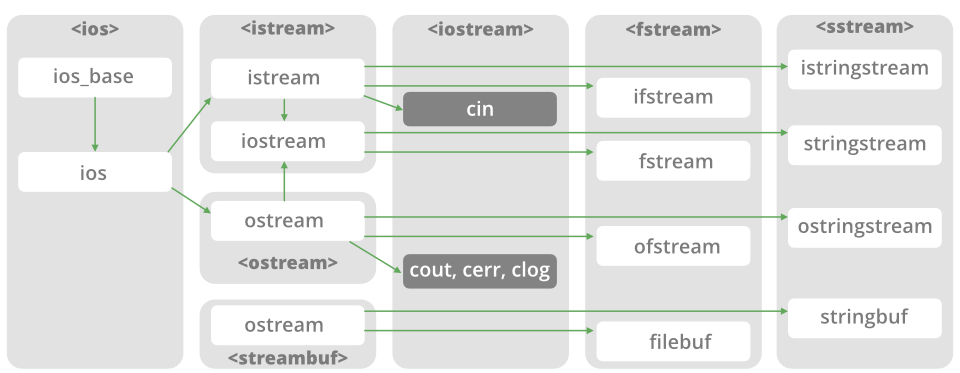 <ios>
ios_base
ios
<istream>
istream
iostream
ostream
<ostream>
ostream
<streambuf>
<iostream>
cin
cout, cerr, clog
<fstream>
ifstream
fstream
ofstream
filebuf
<sstream>
istringstream
stringstream
ostringstream
stringbuf